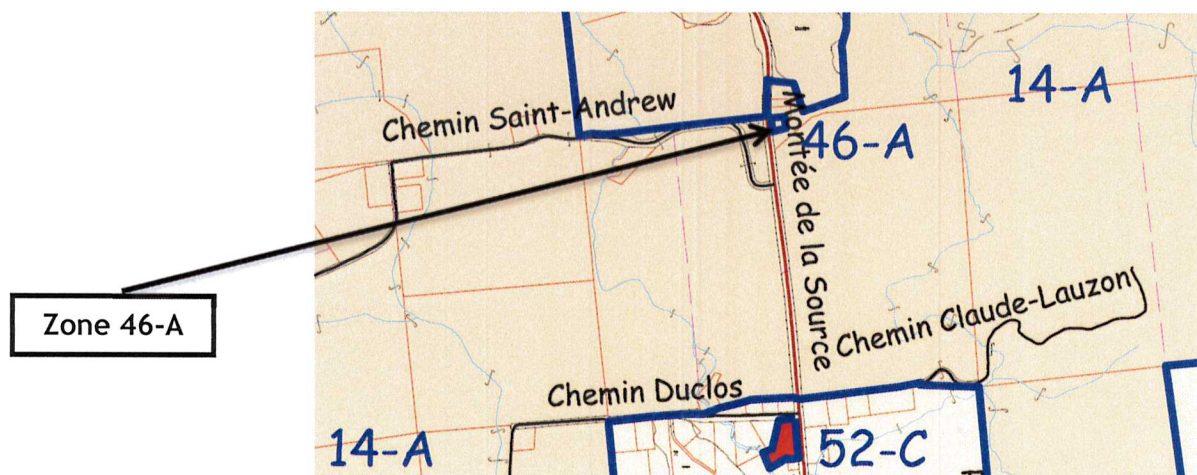 14-A
Chemin Saint-Andrew
46-A
Montée de la Source
Zone 46-A
Chemin Claude-Lauzon
Chemin Duclos
14-A
52-C